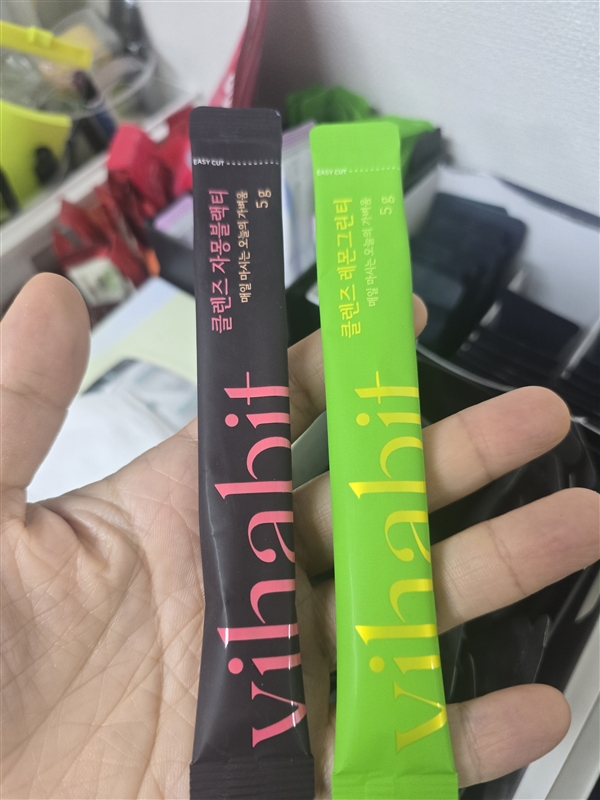 EASY CUT
클렌즈 자몽블랙티
매일 마시는 오늘의 가벼움
5g
vihabit
EASY CUT
클렌즈 레몬그린티
매일 마시는 오늘의 가벼움
5g
vihabit